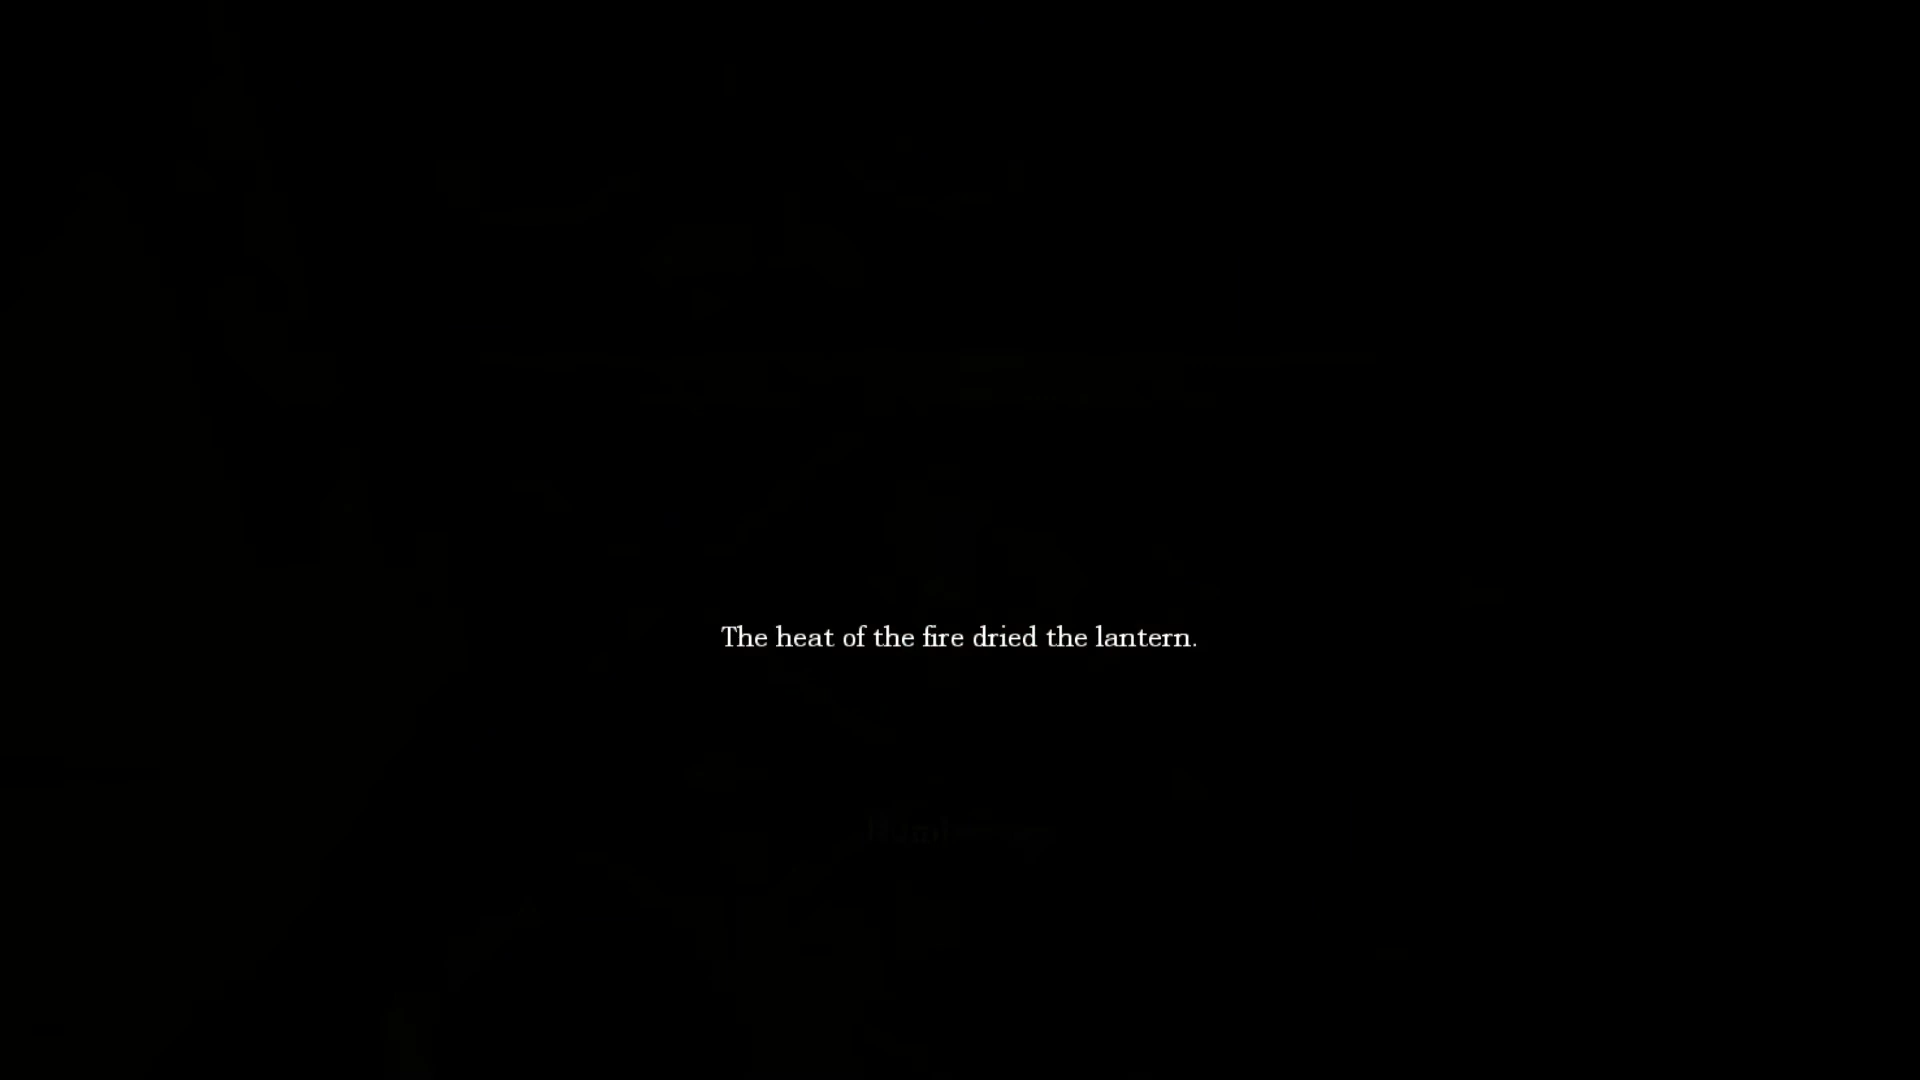 The heat of the fire dried the lantern.